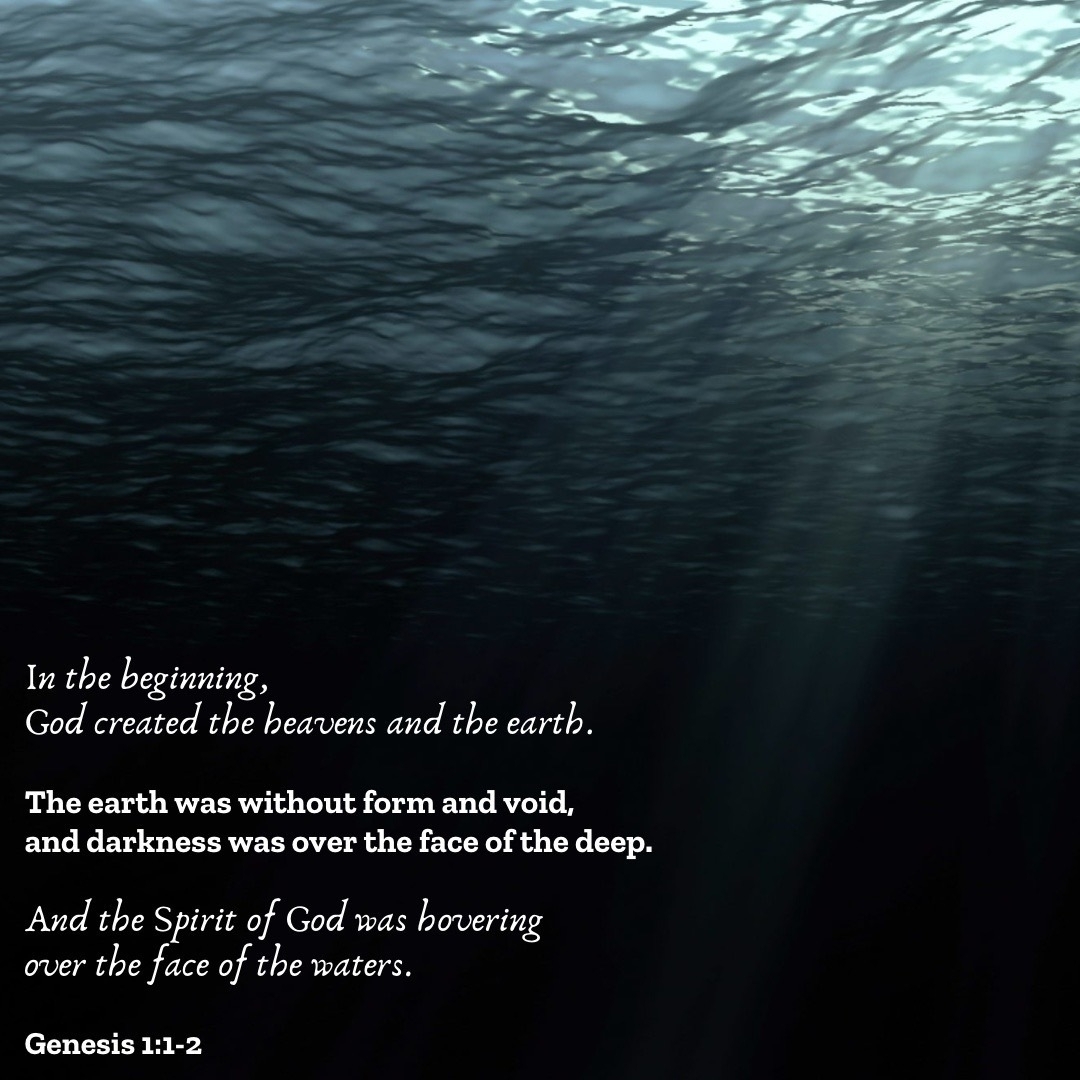 In the beginning,
God created the heavens and the earth.
The earth was without form and void,
and darkness was over the face of the deep.
And the Spirit of God was hovering
over the face of the waters.
Genesis 1:1-2